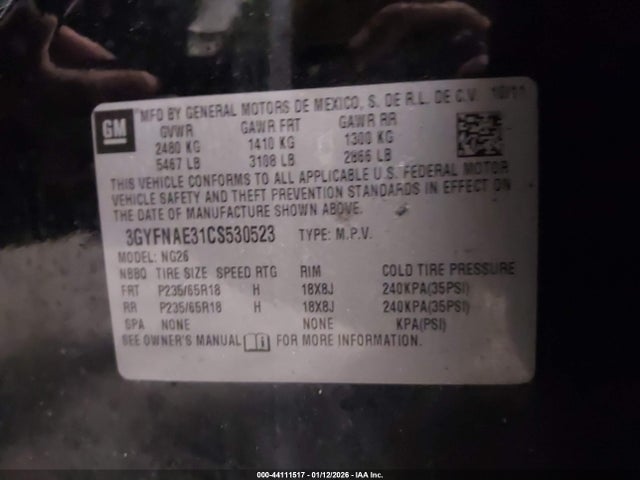 GM
MFD BY GENERAL MOTORS DE MEXICO, S. DE R.L. DE C.V. 10/11
GVWR GAWR FRT GAWR RR
2480 KG 1410 KG 1300 KG
5467 LB 3108 LB 2866 LB
THIS VEHICLE CONFORMS TO ALL APPLICABLE U.S. FEDERAL MOTOR
VEHICLE SAFETY AND THEFT PREVENTION STANDARDS IN EFFECT ON
THE DATE OF MANUFACTURE SHOWN ABOVE.
3GYFNAE31CS530523 TYPE: M.P.V.
MODEL: NG26
NBBQ TIRE SIZE SPEED RTG RIM COLD TIRE PRESSURE
FRT P235/65R18 H 18X8J 240KPA(35PSI)
RR P235/65R18 H 18X8J 240KPA(35PSI)
SPA NONE NONE KPA(PSI)
SEE OWNER'S MANUAL FOR MORE INFORMATION.
000-44111517 - 01/12/2026 - IAA Inc.